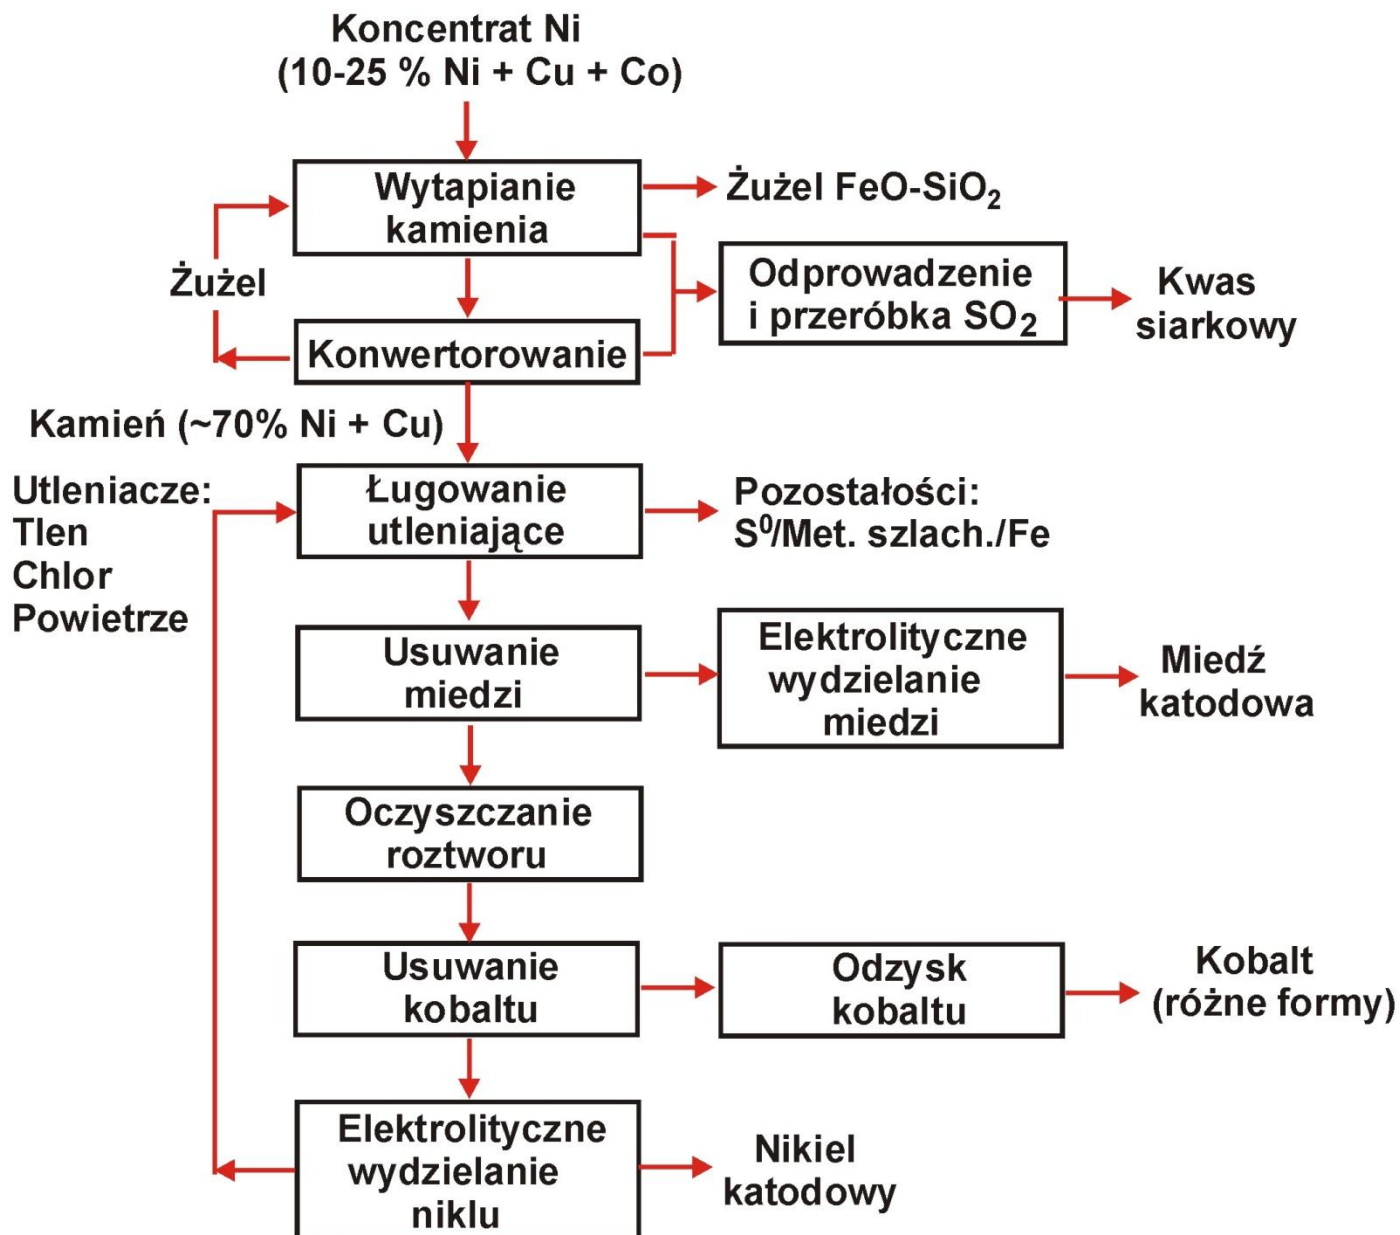 Koncentrat Ni
(10-25 % Ni + Cu + Co)
Wytapianie
kamienia
Żużel FeO-SiO₂
Żużel
Odprowadzenie
i przeróbka SO₂
Kwas
siarkowy
Konwertorowanie
Kamień (~70% Ni + Cu)
Utleniacze:
Tlen
Chlor
Powietrze
Ługowanie
utleniające
Pozostałości:
S⁰/Met. szlach./Fe
Usuwanie
miedzi
Elektrolityczne
wydzielanie
miedzi
Miedź
katodowa
Oczyszczanie
roztworu
Usuwanie
kobaltu
Odzysk
kobaltu
Kobalt
(różne formy)
Elektrolityczne
wydzielanie
niklu
Nikiel
katodowy